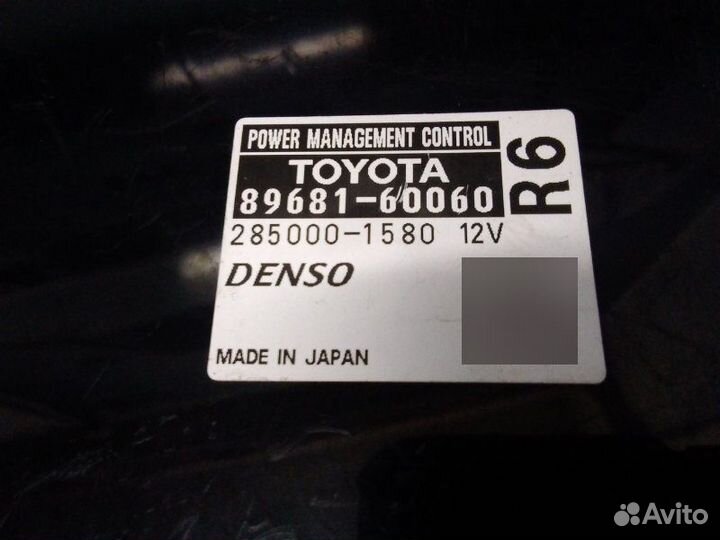 POWER MANAGEMENT CONTROL
TOYOTA
89681-60060
R6
285000-1580 12V
DENSO
MADE IN JAPAN
Avito